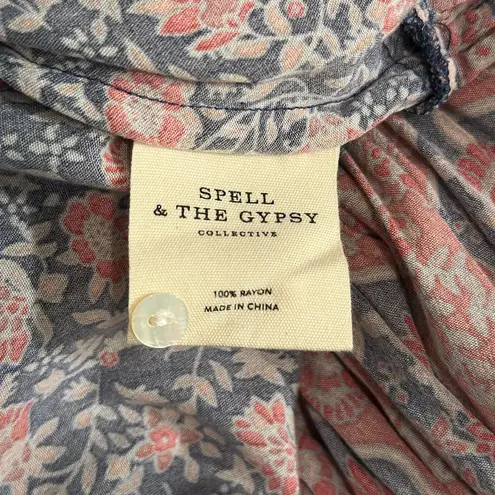 SPELL
& THE GYPSY
COLLECTIVE
100% RAYON
MADE IN CHINA